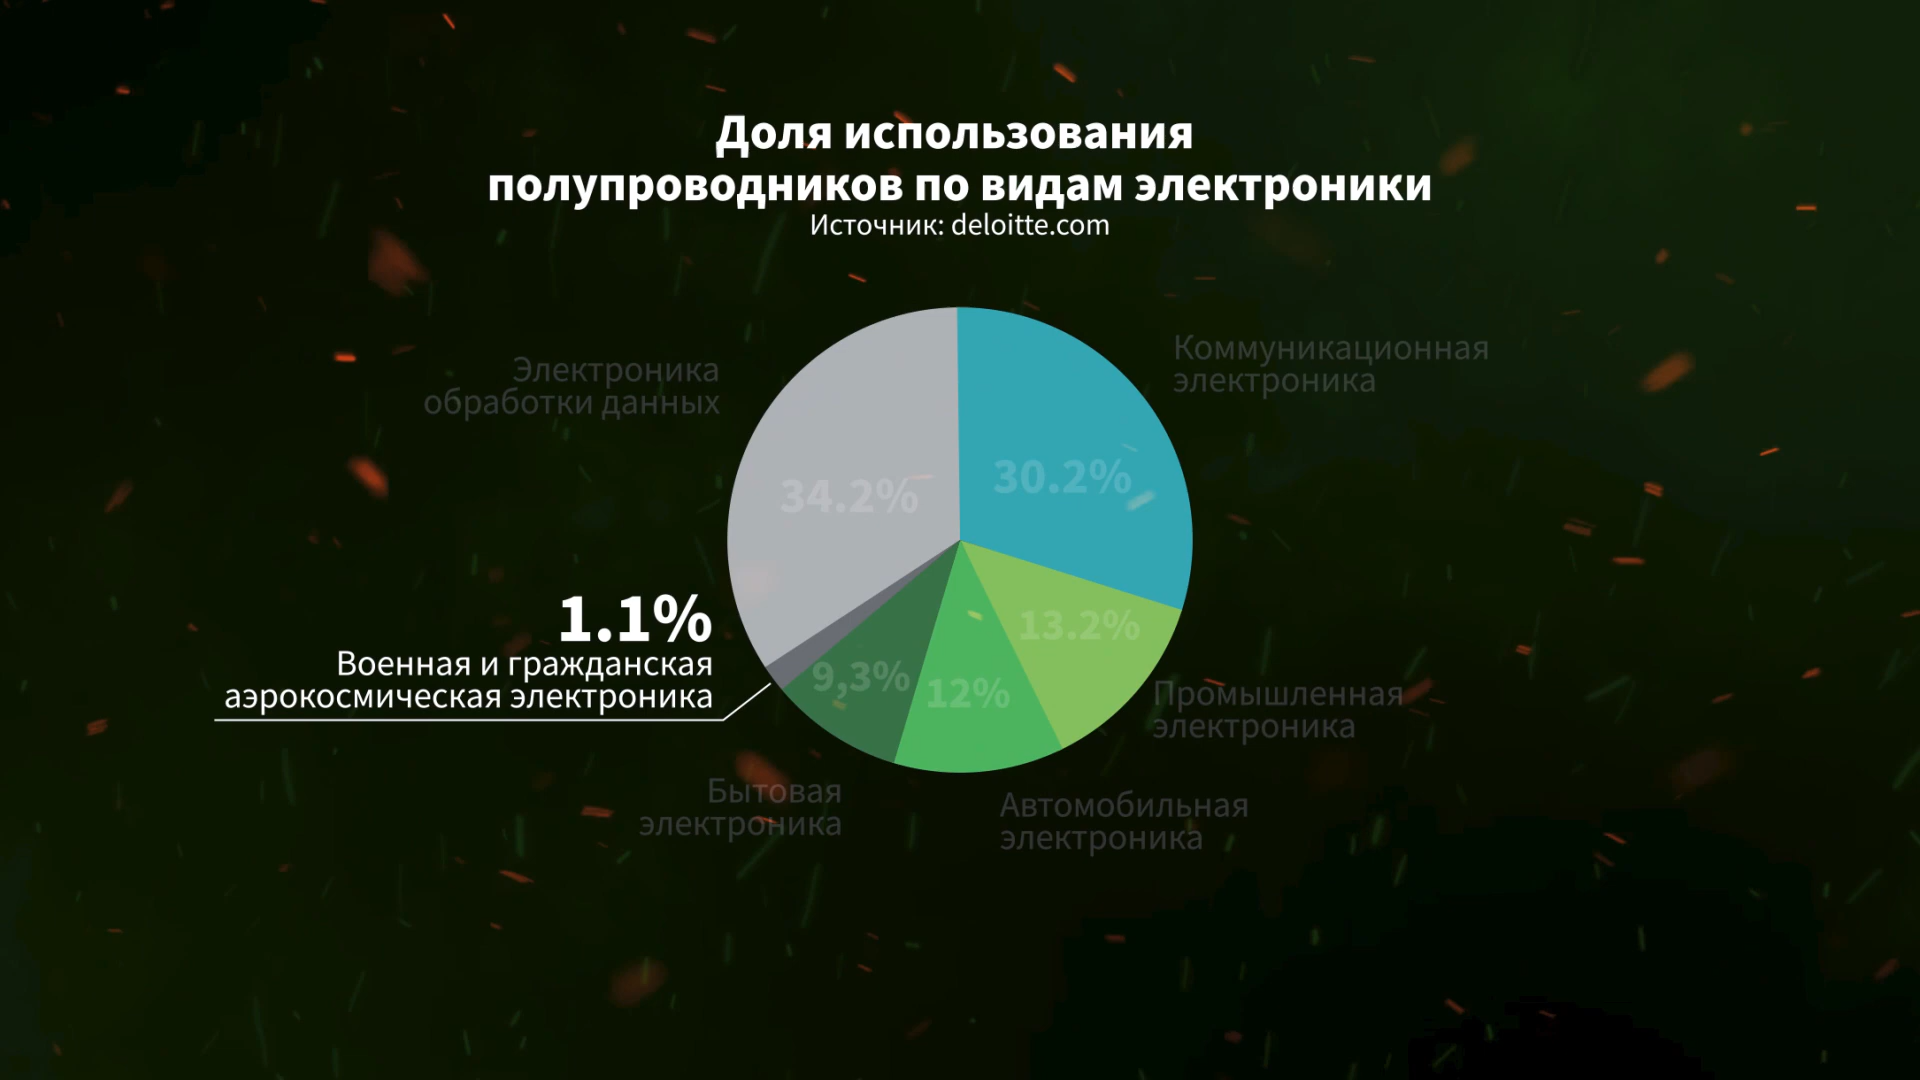 Доля использования
полупроводников по видам электроники
Источник: deloitte.com
Электроника
обработки данных
Коммуникационная
электроника
34.2%
30.2%
1.1%
Военная и гражданская
аэрокосмическая электроника
13.2%
9,3%
12%
Промышленная
электроника
Бытовая
электроника
Автомобильная
электроника